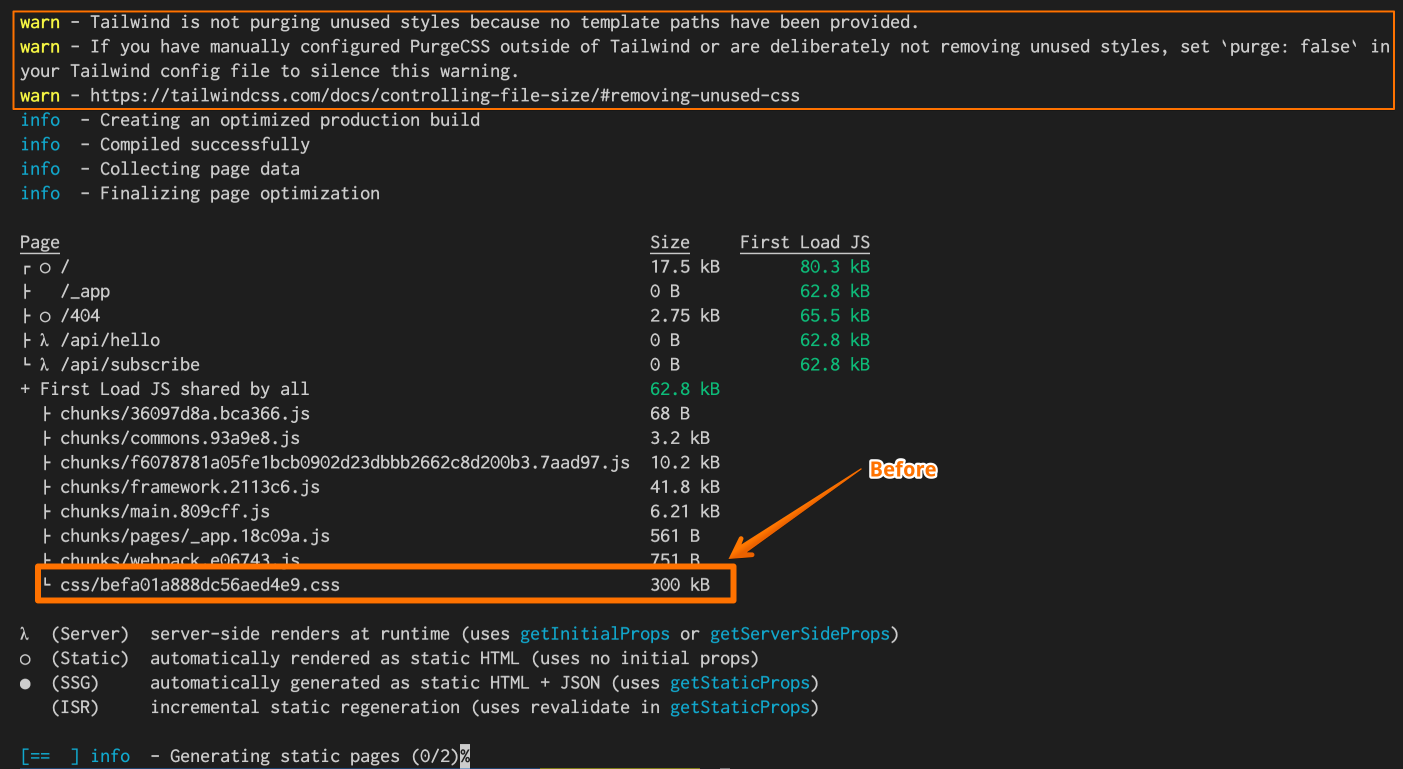 warn - Tailwind is not purging unused styles because no template paths have been provided.
warn - If you have manually configured PurgeCSS outside of Tailwind or are deliberately not removing unused styles, set `purge: false` in
your Tailwind config file to silence this warning.
warn - https://tailwindcss.com/docs/controlling-file-size/#removing-unused-css
info  - Creating an optimized production build
info  - Compiled successfully
info  - Collecting page data
info  - Finalizing page optimization
Page Size First Load JS
┌ ○ / 17.5 kB 80.3 kB
├   /_app 0 B 62.8 kB
├ ○ /404 2.75 kB 65.5 kB
├ λ /api/hello 0 B 62.8 kB
└ λ /api/subscribe 0 B 62.8 kB
+ First Load JS shared by all 62.8 kB
├ chunks/36097d8a.bca366.js 68 B
├ chunks/commons.93a9e8.js 3.2 kB
├ chunks/f6078781a05fe1bcb0902d23dbbb2662c8d200b3.7aad97.js 10.2 kB
├ chunks/framework.2113c6.js 41.8 kB
├ chunks/main.809cff.js 6.21 kB
├ chunks/pages/_app.18c09a.js 561 B
├ chunks/webpack.e06743.js 751 B
└ css/befa01a888dc56aed4e9.css 300 kB
Before
λ  (Server)  server-side renders at runtime (uses getInitialProps or getServerSideProps)
○  (Static)  automatically rendered as static HTML (uses no initial props)
●  (SSG)     automatically generated as static HTML + JSON (uses getStaticProps)
(ISR)     incremental static regeneration (uses revalidate in getStaticProps)
[==  ] info  - Generating static pages (0/2)%